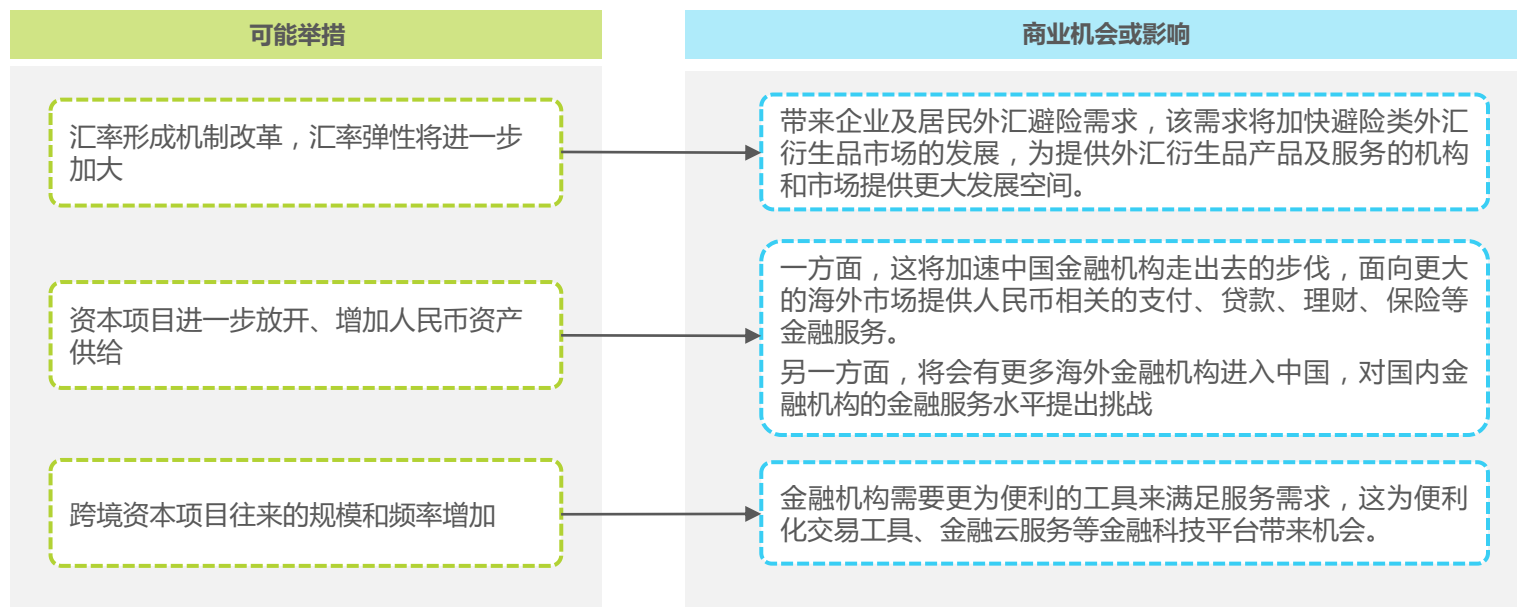 可能举措
商业机会或影响
汇率形成机制改革，汇率弹性将进一步
加大
带来企业及居民外汇避险需求，该需求将加快避险类外汇
衍生品市场的发展，为提供外汇衍生品产品及服务的机构
和市场提供更大发展空间。
资本项目进一步放开、增加人民币资产
供给
一方面，这将加速中国金融机构走出去的步伐，面向更大
的海外市场提供人民币相关的支付、贷款、理财、保险等
金融服务。
另一方面，将会有更多海外金融机构进入中国，对国内金
融机构的金融服务水平提出挑战
跨境资本项目往来的规模和频率增加
金融机构需要更为便利的工具来满足服务需求，这为便利
化交易工具、金融云服务等金融科技平台带来机会。